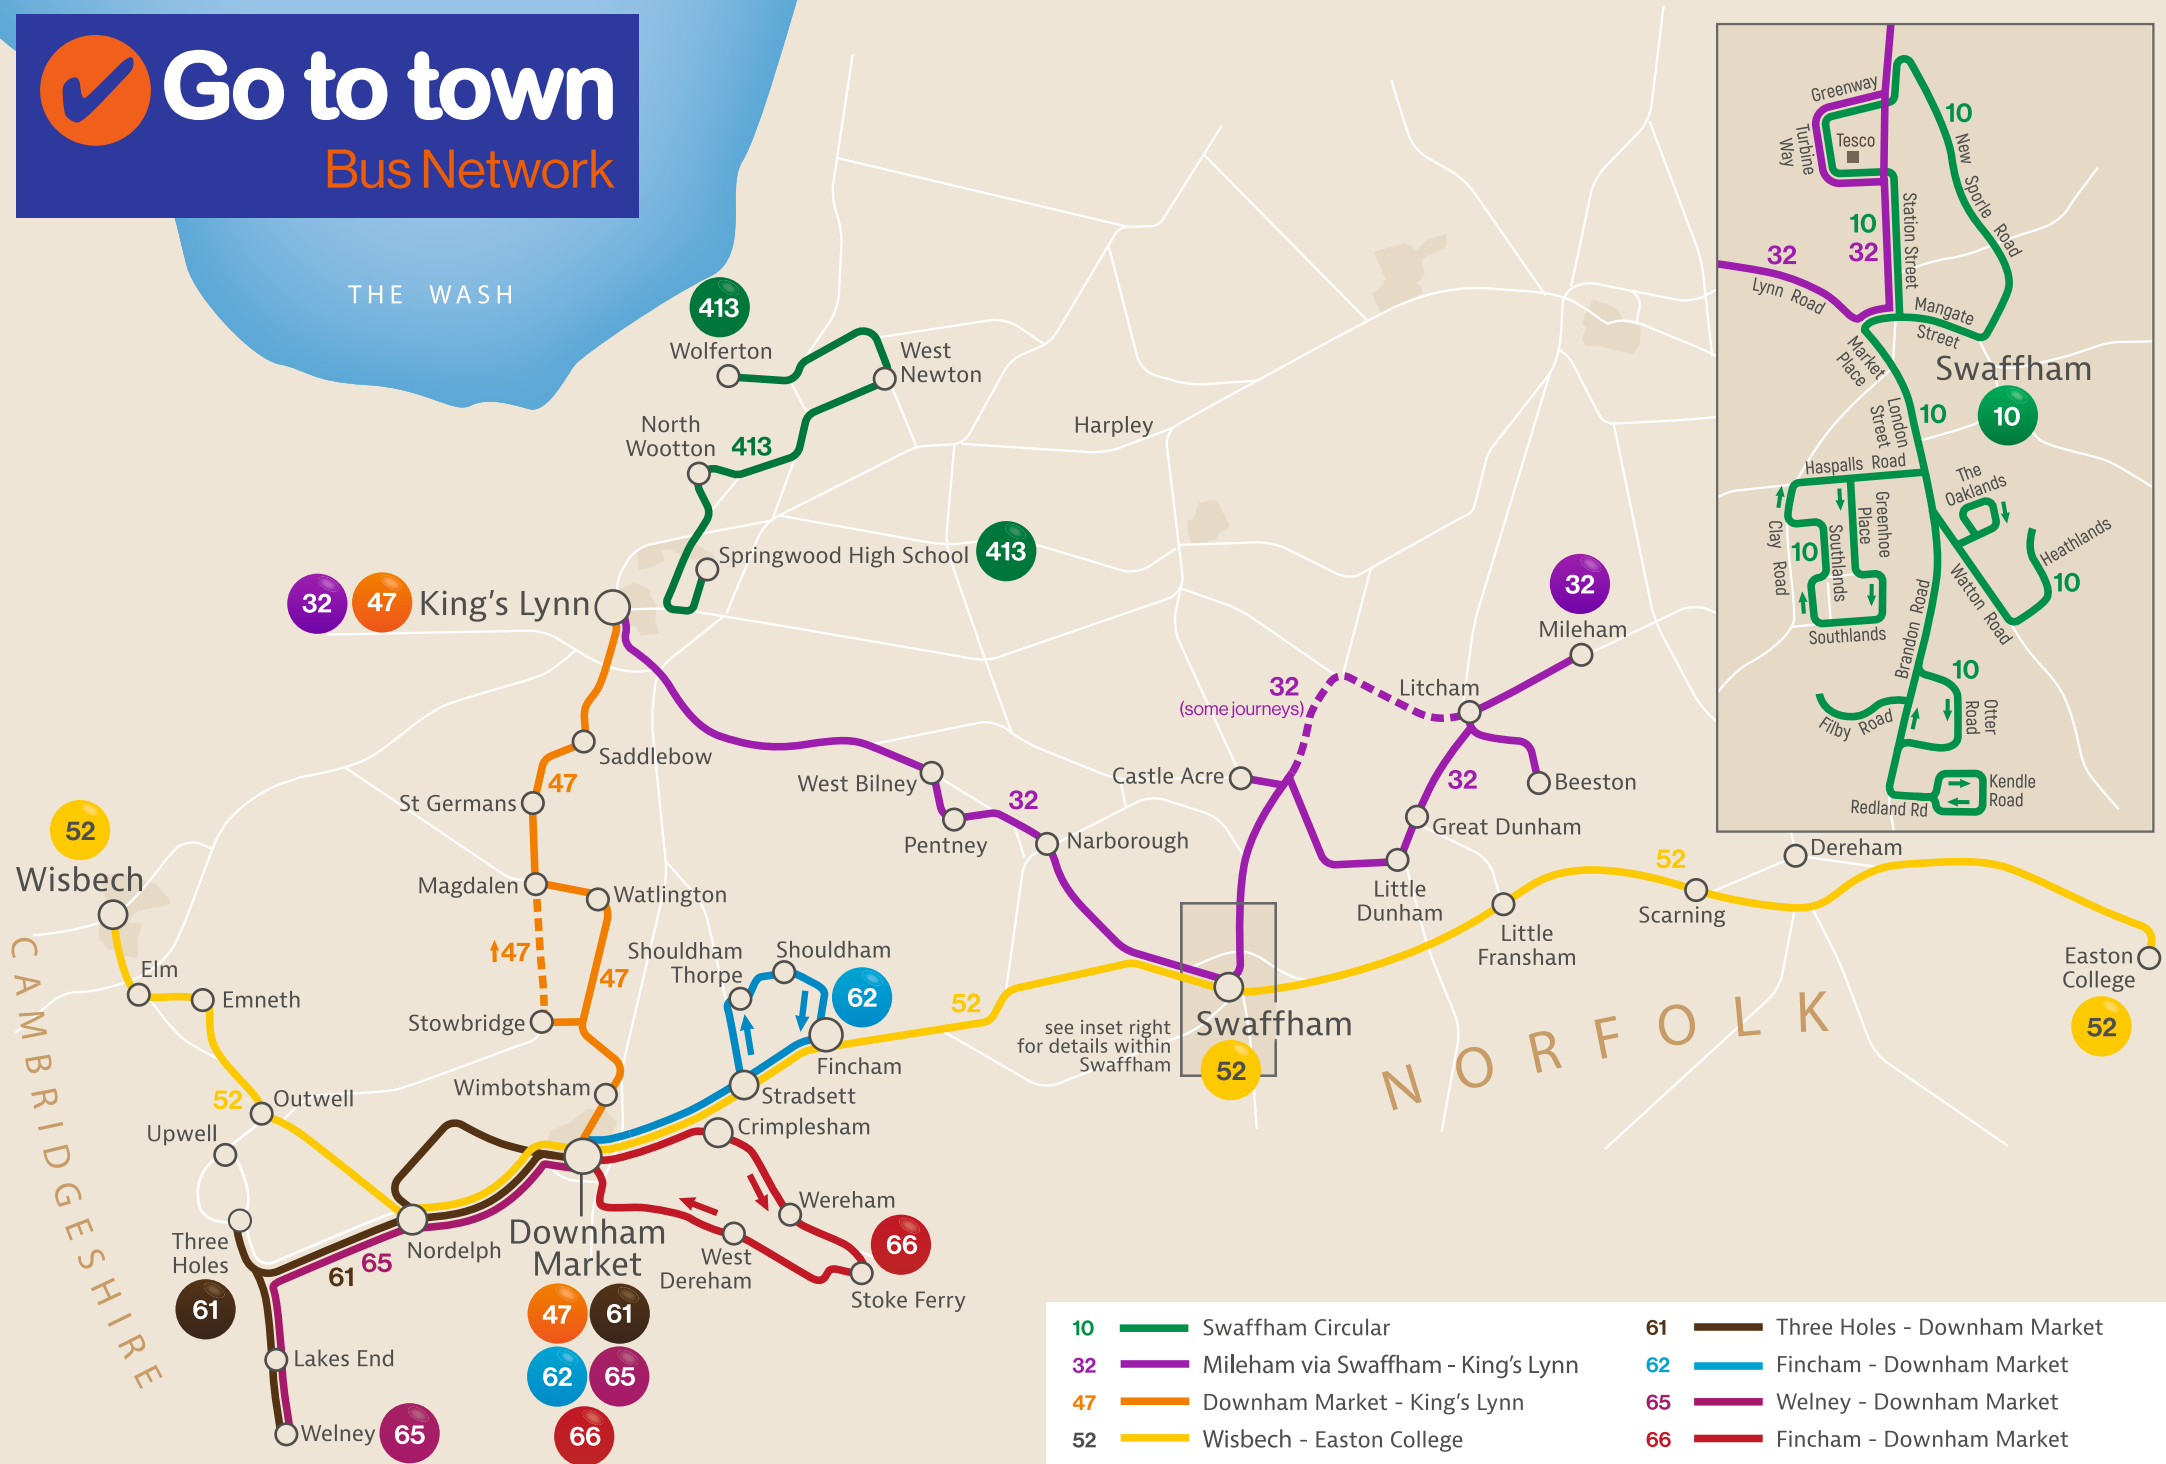 Go to town
Bus Network
THE WASH
413
Wolferton
West
Newton
North
Wootton
413
Harpley
Springwood High School
413
32
47
King's Lynn
32
Mileham
32
(some journeys)
Litcham
Saddlebow
47
St Germans
West Bilney
32
Pentney
Narborough
Castle Acre
32
Beeston
Great Dunham
Little
Dunham
52
Wisbech
Magdalen
Watlington
47
47
Shouldham
Thorpe
Shouldham
62
Stowbridge
52
Fincham
Elm
Emneth
Wimbotsham
Stradsett
Crimplesham
52
Outwell
Upwell
see inset right
for details within
Swaffham
Swaffham
52
Little
Fransham
52
Scarning
Dereham
Easton
College
52
NORFOLK
CAMBRIDGESHIRE
Three
Holes
61
61
65
Nordelph
Downham
Market
47
61
62
65
66
Wereham
West
Dereham
66
Stoke Ferry
Lakes End
Welney
65
Greenway
Turbine
Way
Tesco
10
New Sporle Road
10
32
Station Street
32
Lynn Road
Mangate
Street
Market
Place
Swaffham
10
London
Street
10
Haspalls Road
The
Oaklands
Greenhoe
Place
Clay Road
10
Southlands
Southlands
Heathlands
10
Watton Road
Brandon Road
10
Otter
Road
Filby Road
Redland Rd
Kendle
Road
10 Swaffham Circular
32 Mileham via Swaffham - King's Lynn
47 Downham Market - King's Lynn
52 Wisbech - Easton College
61 Three Holes - Downham Market
62 Fincham - Downham Market
65 Welney - Downham Market
66 Fincham - Downham Market